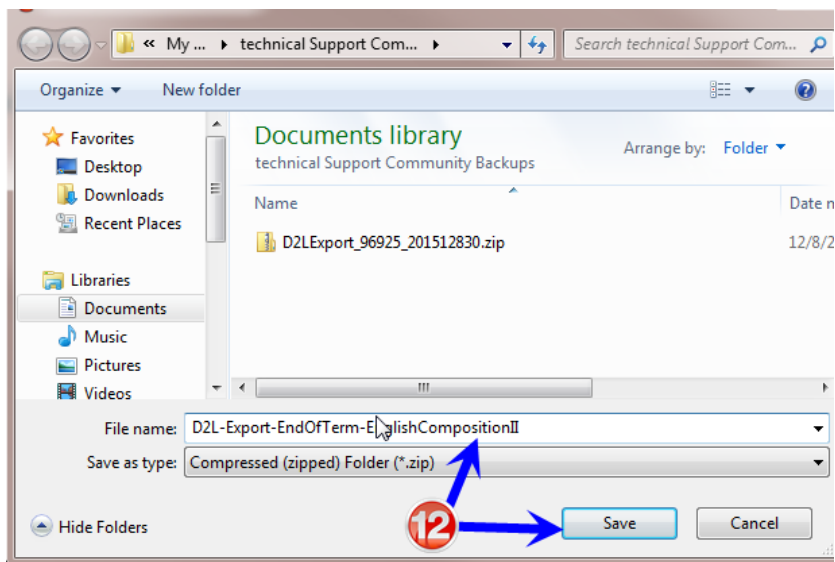 « My ... technical Support Com... Search technical Support Com...
Organize New folder
Favorites
Desktop
Downloads
Recent Places
Libraries
Documents
Music
Pictures
Videos
Documents library
technical Support Community Backups
Arrange by: Folder
Name Date n
D2LExport_96925_201512830.zip 12/8/2
File name: D2L-Export-EndOfTerm-EnglishCompositionII
Save as type: Compressed (zipped) Folder (*.zip)
12
Hide Folders Save Cancel